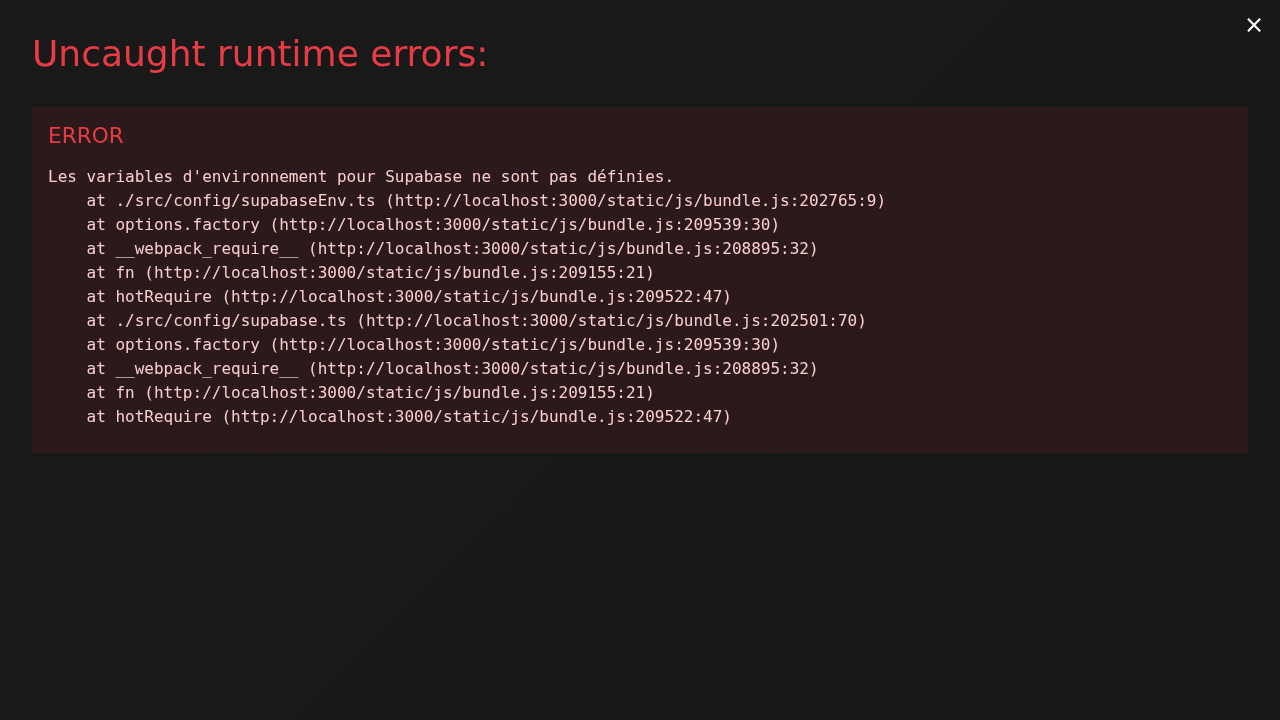 Uncaught runtime errors:
ERROR
Les variables d'environnement pour Supabase ne sont pas définies.
    at ./src/config/supabaseEnv.ts (http://localhost:3000/static/js/bundle.js:202765:9)
    at options.factory (http://localhost:3000/static/js/bundle.js:209539:30)
    at __webpack_require__ (http://localhost:3000/static/js/bundle.js:208895:32)
    at fn (http://localhost:3000/static/js/bundle.js:209155:21)
    at hotRequire (http://localhost:3000/static/js/bundle.js:209522:47)
    at ./src/config/supabase.ts (http://localhost:3000/static/js/bundle.js:202501:70)
    at options.factory (http://localhost:3000/static/js/bundle.js:209539:30)
    at __webpack_require__ (http://localhost:3000/static/js/bundle.js:208895:32)
    at fn (http://localhost:3000/static/js/bundle.js:209155:21)
    at hotRequire (http://localhost:3000/static/js/bundle.js:209522:47)